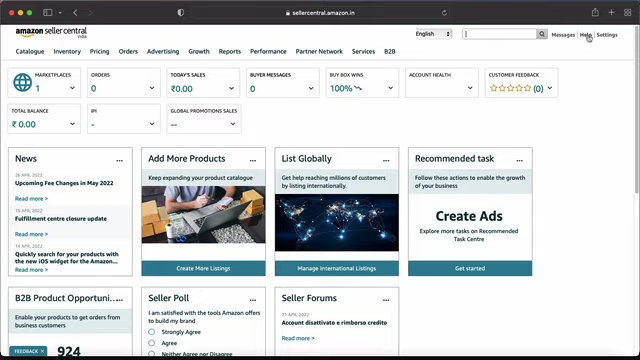 sellercentral.amazon.in
amazon seller central
india
English
Messages | Help | Settings
Catalogue Inventory Pricing Orders Advertising Growth Reports Performance Partner Network Services B2B
MARKETPLACES
1
ORDERS
0
TODAY'S SALES
₹0.00
BUYER MESSAGES
0
BUY BOX WINS
100%
ACCOUNT HEALTH
CUSTOMER FEEDBACK
(0)
TOTAL BALANCE
₹ 0.00
IPI
-
GLOBAL PROMOTIONS SALES
--
News
...
26 APR, 2022
Upcoming Fee Changes in May 2022
Read more >
19 APR, 2022
Fulfillment centre closure update
Read more >
14 APR, 2022
Quickly search for your products with
the new iOS widget for the Amazon...
Read more >
Add More Products
...
Keep expanding your product catalogue
Create More Listings
List Globally
...
Get help reaching millions of customers
by listing internationally.
Manage International Listings
Recommended task
...
Follow these actions to enable the growth
of your business
Create Ads
Explore more tasks on Recommended
Task Centre
Get started
B2B Product Opportuni...
...
Enable your products to get orders from
business customers
924
FEEDBACK
Seller Poll
...
I am satisfied with the tools Amazon offers
to build my brand
Strongly Agree
Agree
Neither Agree nor Disagree
Seller Forums
...
21 APR, 2022
Account disattivato e rimborso credito
Read more >